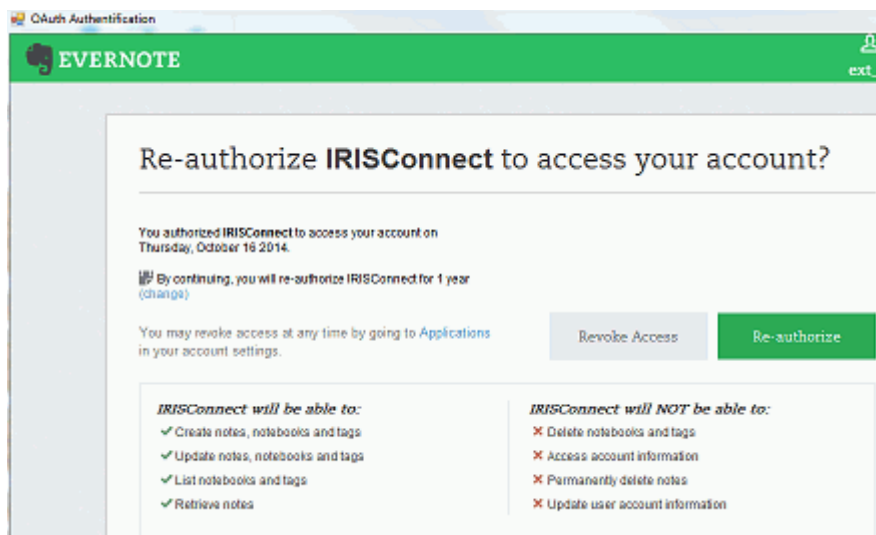 OAuth Authentification
EVERNOTE
ext_
Re-authorize IRISConnect to access your account?
You authorized IRISConnect to access your account on
Thursday, October 16 2014.
By continuing, you will re-authorize IRISConnect for 1 year
(change)
You may revoke access at any time by going to Applications
in your account settings.
Revoke Access
Re-authorize
IRISConnect will be able to:
Create notes, notebooks and tags
Update notes, notebooks and tags
List notebooks and tags
Retrieve notes
IRISConnect will NOT be able to:
Delete notebooks and tags
Access account information
Permanently delete notes
Update user account information